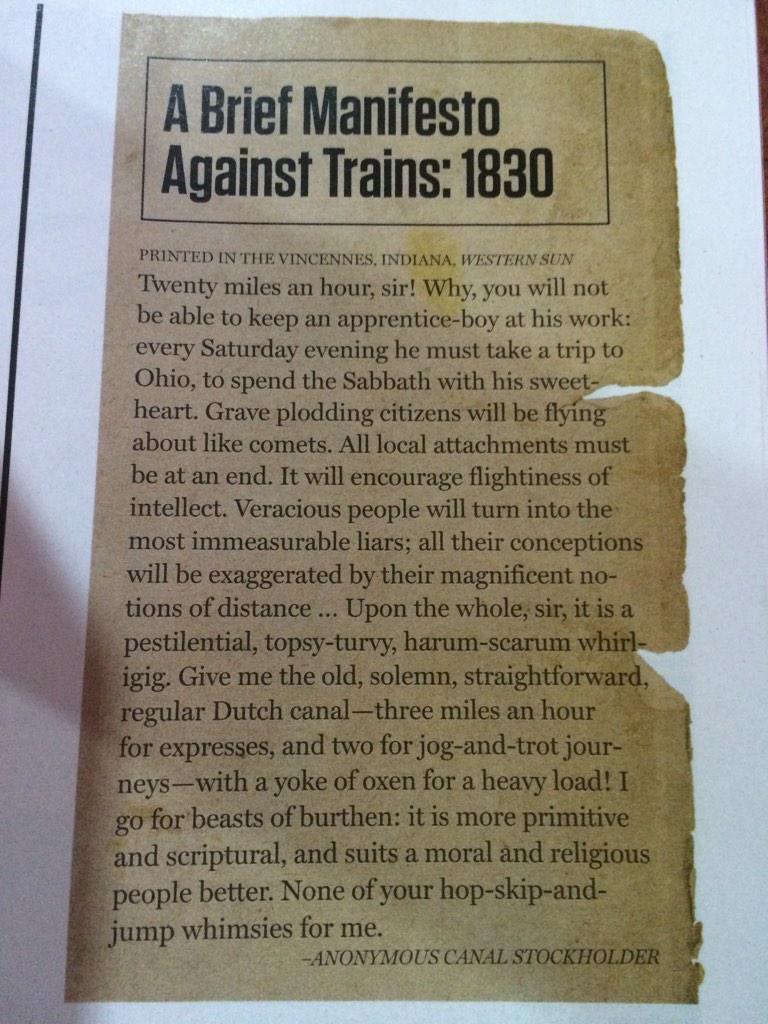 A Brief Manifesto
Against Trains: 1830
PRINTED IN THE VINCENNES, INDIANA, WESTERN SUN
Twenty miles an hour, sir! Why, you will not
be able to keep an apprentice-boy at his work:
every Saturday evening he must take a trip to
Ohio, to spend the Sabbath with his sweet-
heart. Grave plodding citizens will be flying
about like comets. All local attachments must
be at an end. It will encourage flightiness of
intellect. Veracious people will turn into the
most immeasurable liars; all their conceptions
will be exaggerated by their magnificent no-
tions of distance ... Upon the whole, sir, it is a
pestilential, topsy-turvy, harum-scarum whirl-
igig. Give me the old, solemn, straightforward,
regular Dutch canal—three miles an hour
for expresses, and two for jog-and-trot jour-
neys—with a yoke of oxen for a heavy load! I
go for beasts of burthen: it is more primitive
and scriptural, and suits a moral and religious
people better. None of your hop-skip-and-
jump whimsies for me.
–ANONYMOUS CANAL STOCKHOLDER